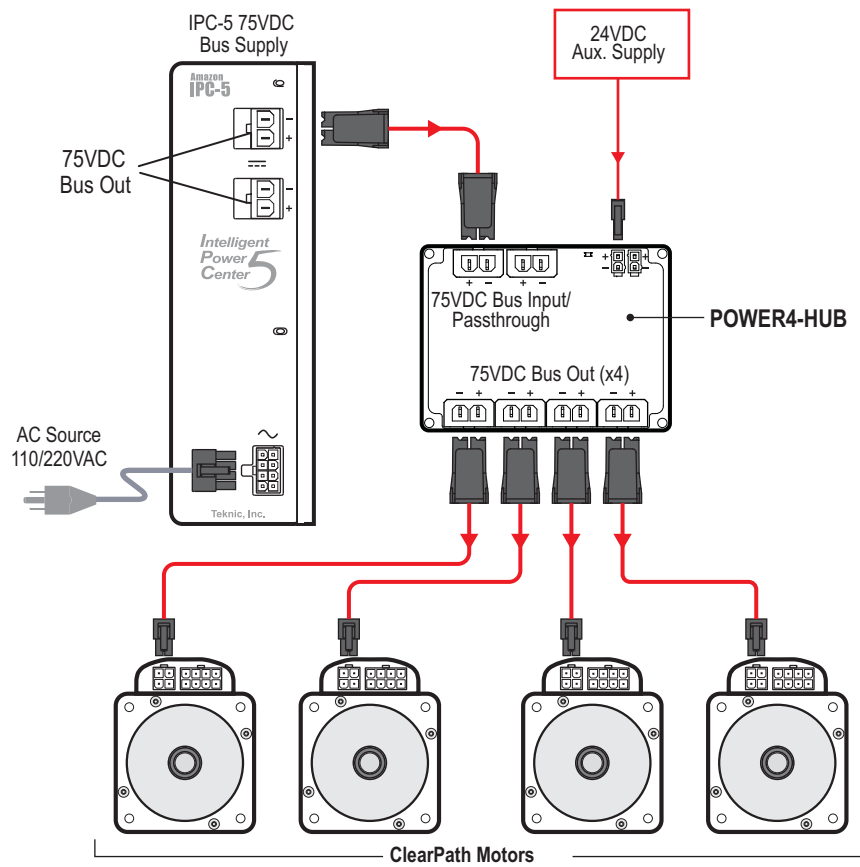 IPC-5 75VDC
Bus Supply
24VDC
Aux. Supply
Amazon
IPC-5
−
+
75VDC
Bus Out
−
+
Intelligent
Power
Center 5
+ − + −
+ +
− −
75VDC Bus Input/
Passthrough
POWER4-HUB
75VDC Bus Out (x4)
− + − + − + − +
AC Source
110/220VAC
Teknic, Inc.
ClearPath Motors